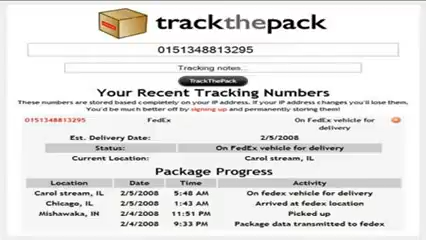 trackthepack
0151348813295
Tracking notes...
TrackThePack
Your Recent Tracking Numbers
These numbers are stored based completely on your IP address. If your IP address changes you'll lose them,
You'd be much better off by signing up and permanently storing them!
0151348813295 FedEx On FedEx vehicle for delivery
Est. Delivery Date: 2/5/2008
Status: On FedEx vehicle for delivery
Current Location: Carol stream, IL
Package Progress
Location Date Time Activity
Carol stream, IL 2/5/2008 5:48 AM On fedex vehicle for delivery
Chicago, IL 2/5/2008 1:43 AM Arrived at fedex location
Mishawaka, IN 2/4/2008 11:51 PM Picked up
2/4/2008 9:33 PM Package data transmitted to fedex